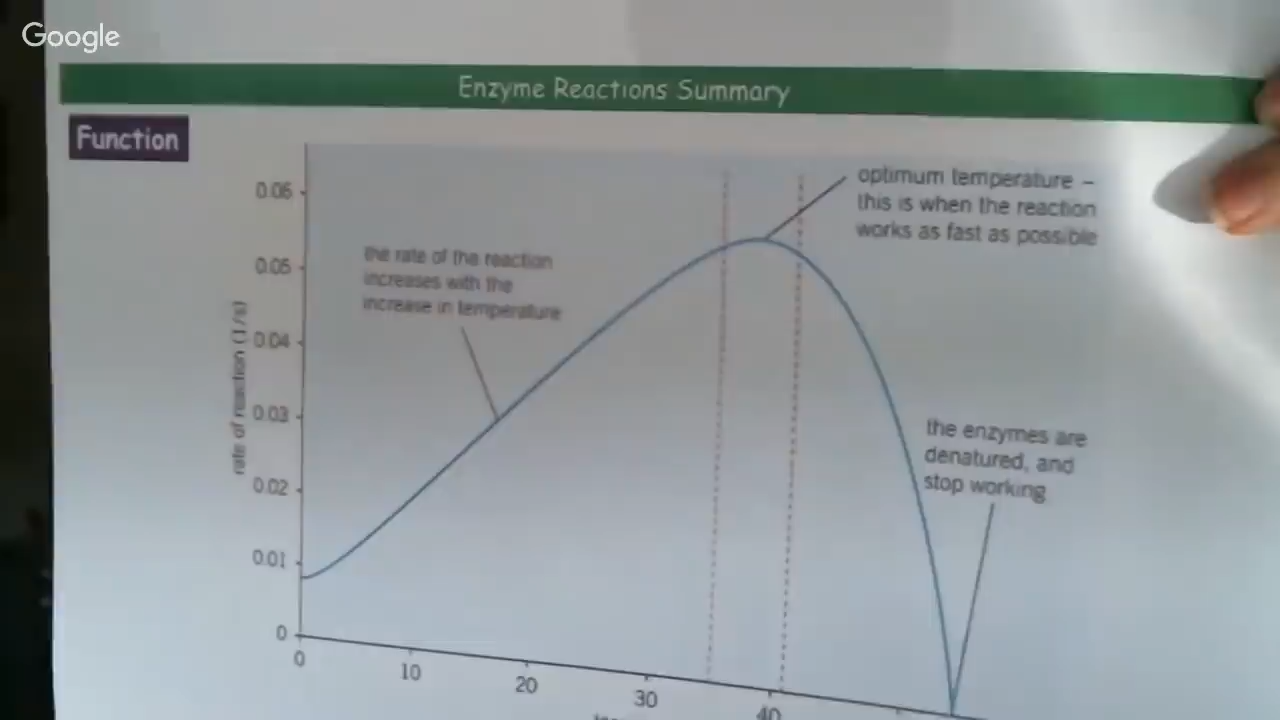 Google
Enzyme Reactions Summary
Function
optimum temperature –
this is when the reaction
works as fast as possible
the rate of the reaction
increases with the
increase in temperature
the enzymes are
denatured, and
stop working
rate of reaction (1/s)
0.06
0.05
0.04
0.03
0.02
0.01
0
0
10
20
30
40